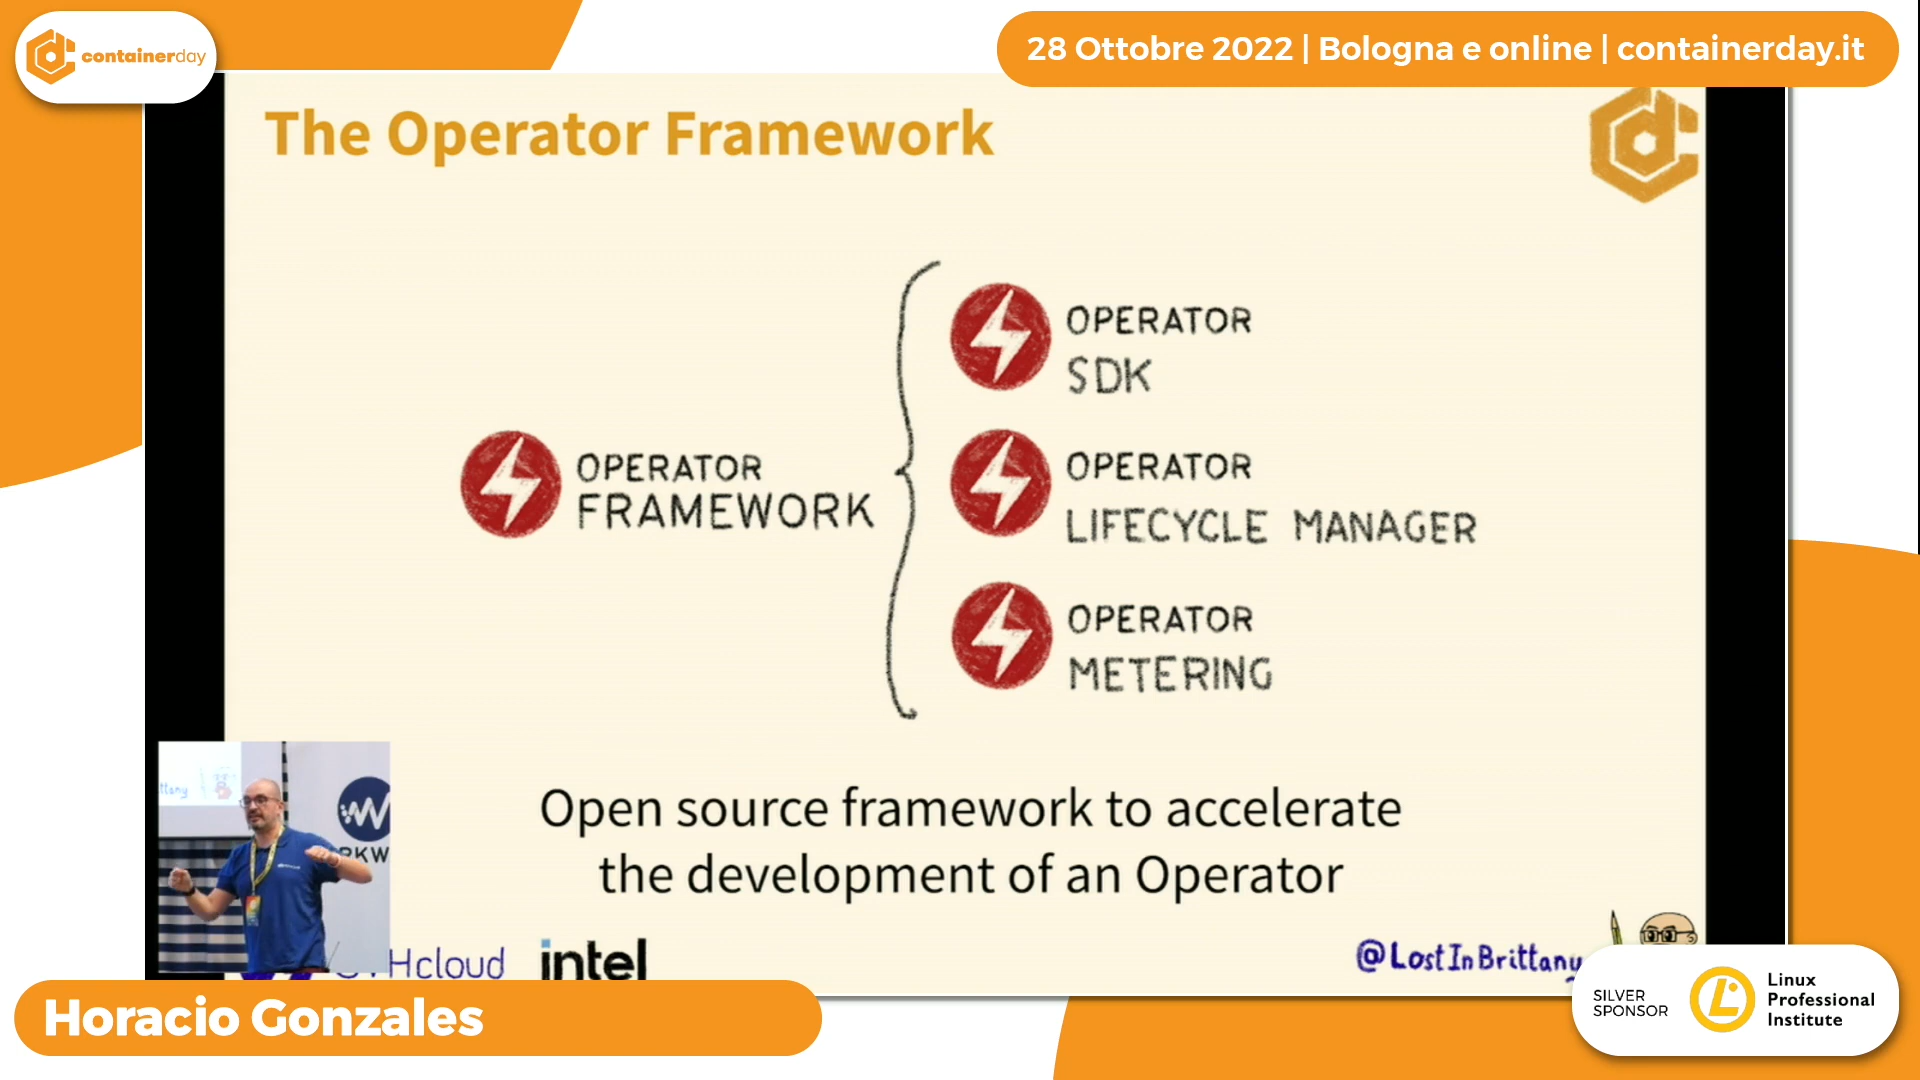 containerday
28 Ottobre 2022 | Bologna e online | containerday.it
The Operator Framework
OPERATOR
SDK
OPERATOR
FRAMEWORK
OPERATOR
LIFECYCLE MANAGER
OPERATOR
METERING
Open source framework to accelerate
the development of an Operator
Hcloud
intel
@LostInBrittany
Horacio Gonzales
SILVER
SPONSOR
Linux
Professional
Institute